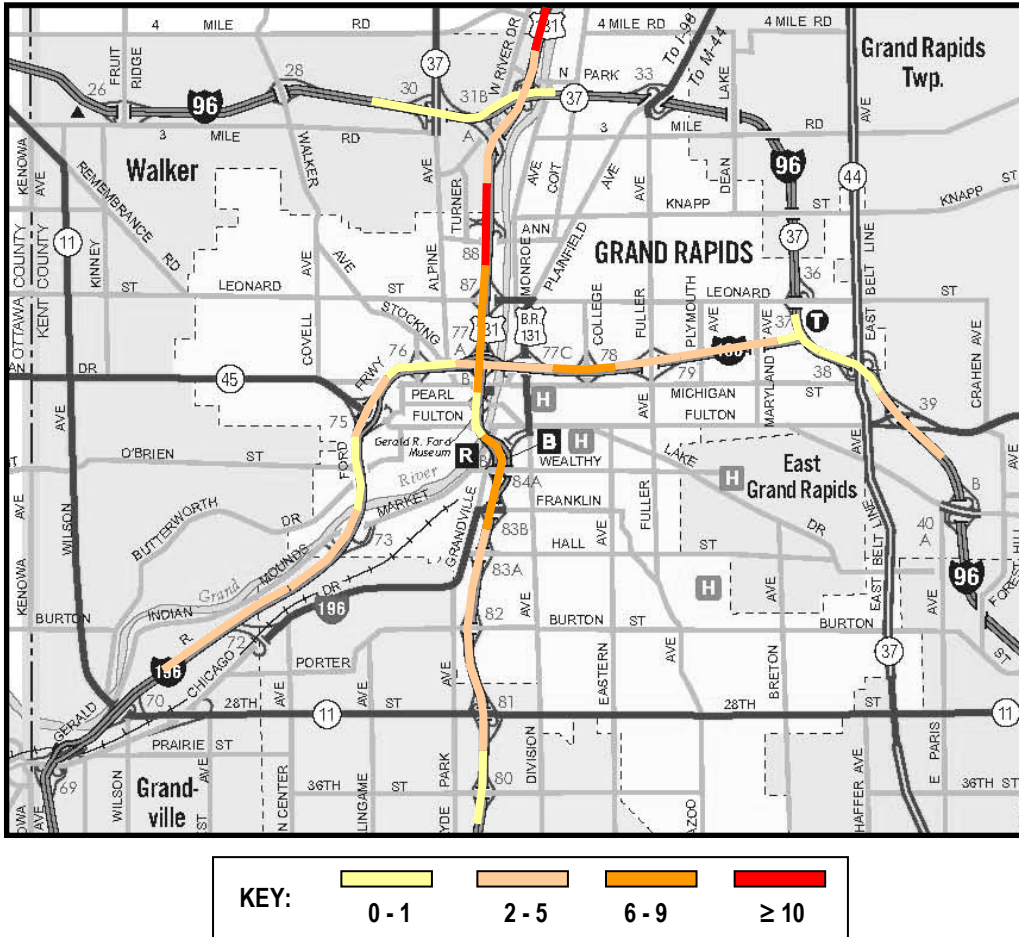 4 MILE RD
131
4 MILE RD
4 MILE RD
To I-96
To M-44
W RIVER DR
FRUIT RIDGE
37
26
28
30
31B
N PARK
33
LAKE
AVE
Grand Rapids Twp.
96
37
A
3 MILE RD
3 MILE RD
Walker
WALKER
AVE
TURNER
AVE
COIT
AVE
DEAN
96
44
KENOWA AVE
REMEMBRANCE RD
KINNEY
11
OTTAWA COUNTY
KENT COUNTY
KNAPP ST
KNAPP ST
ANN
88
ALPINE
MONROE
PLAINFIELD
GRAND RAPIDS
37
EAST BELT LINE
36
LEONARD ST
87
LEONARD ST
COVELL AVE
STOCKING
131
B.R. 131
COLLEGE AVE
FULLER
PLYMOUTH AVE
MARYLAND AVE
37
T
CRAHEN AVE
77
A
76
77C
78
79
38
DR
45
FRWY
B
PEARL
FULTON
MICHIGAN ST
FULTON
39
H
75
FORD
Gerald R. Ford Museum
R
B
H
WEALTHY
LAKE
H
East Grand Rapids
O'BRIEN ST
River
84A
FRANKLIN
MARKET
GRANDVILLE
83B
FULLER
DR
40
A
B
WILSON
AVE
BUTTERWORTH DR
73
HALL ST
83A
AVE
H
EAST BELT LINE
AVE
96
FOREST HILL
Grand
MOUNDS DR
INDIAN
196
BURTON
82
BURTON ST
BURTON ST
72
CHICAGO
PORTER
196
R.
GERALD
70
28TH
11
ST
81
28TH ST
11
EASTERN AVE
BRETON
37
PRAIRIE ST
69
Grand-
ville
WILSON
36TH ST
80
DIVISION
36TH ST
KEY:
0 - 1 2 - 5 6 - 9 ≥ 10